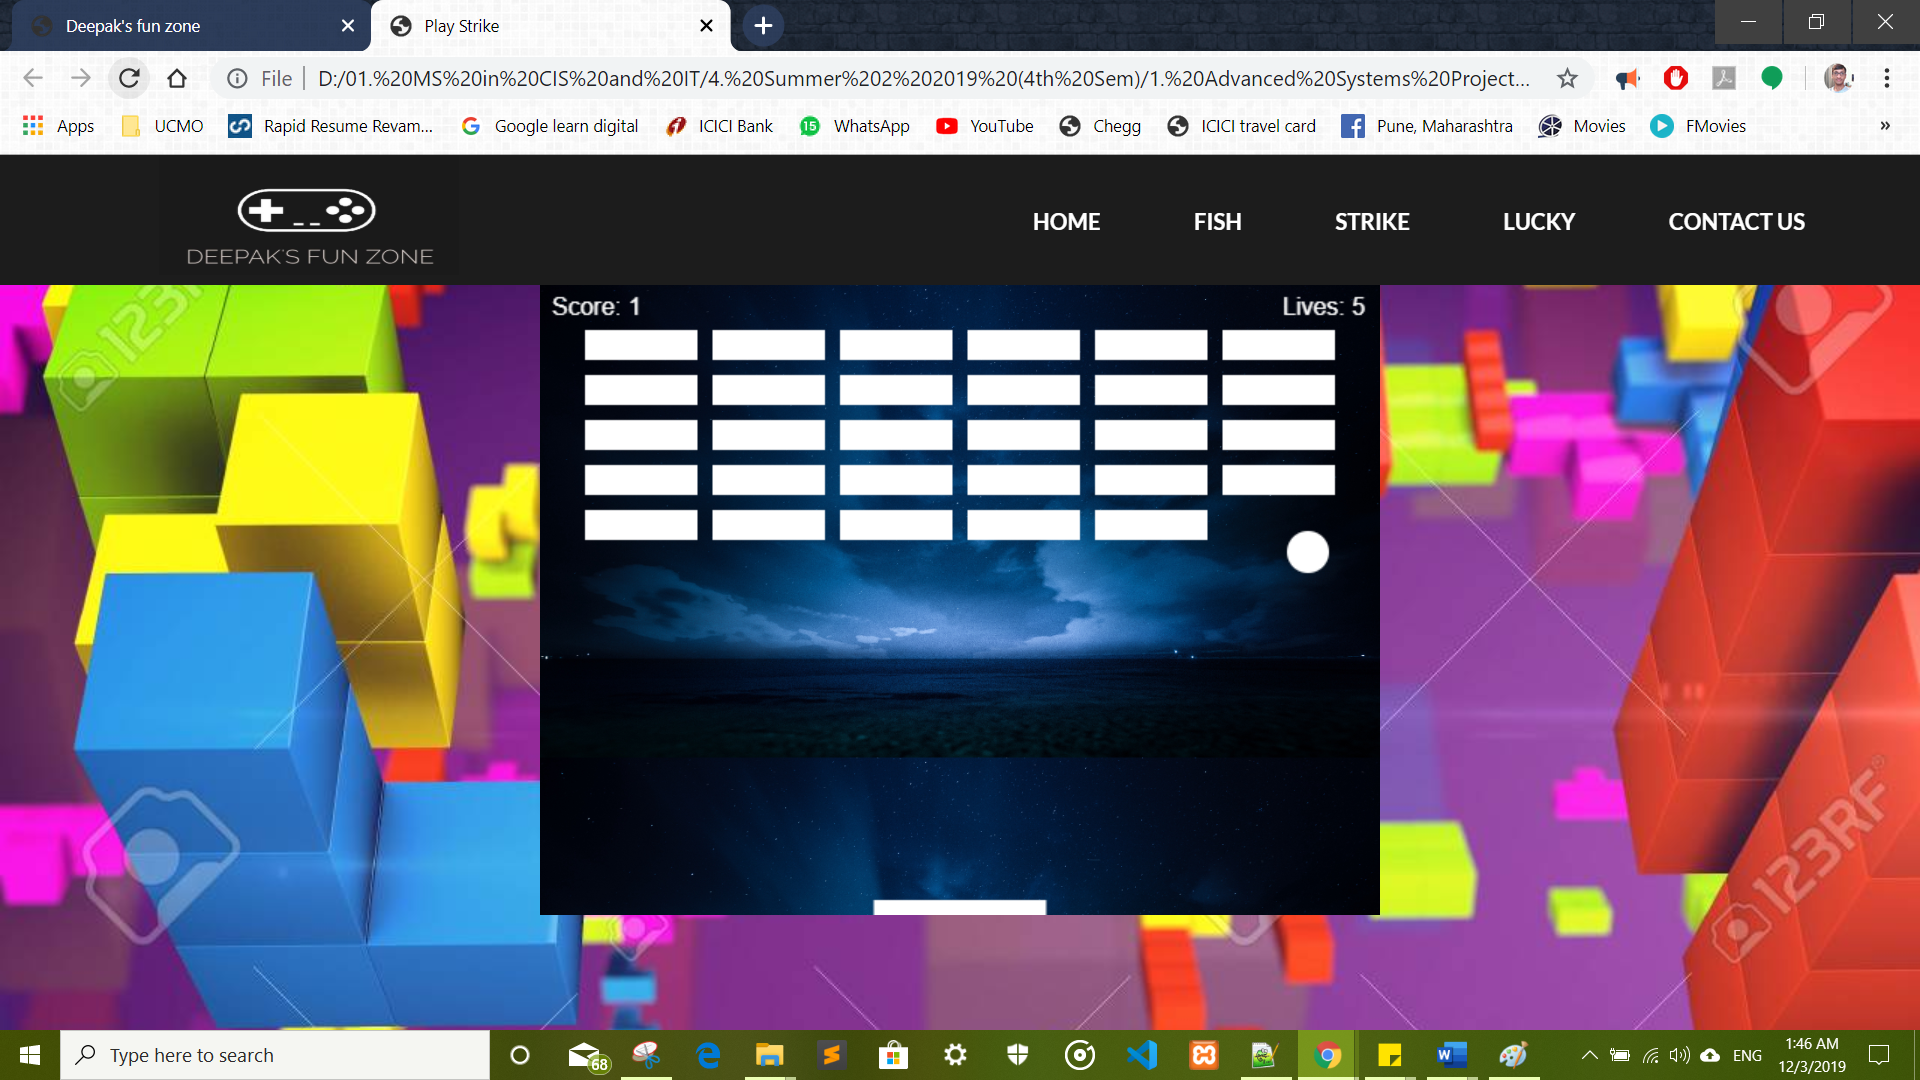 Deepak's fun zone
Play Strike
File
D:/01.%20MS%20in%20CIS%20and%20IT/4.%20Summer%202%202019%20(4th%20Sem)/1.%20Advanced%20Systems%20Project...
Apps
UCMO
Rapid Resume Revam...
Google learn digital
ICICI Bank
15
WhatsApp
YouTube
Chegg
ICICI travel card
Pune, Maharashtra
Movies
FMovies
»
DEEPAK'S FUN ZONE
HOME
FISH
STRIKE
LUCKY
CONTACT US
Score: 1
Lives: 5
123RF
123RF
123RF
Type here to search
68
ENG
1:46 AM
12/3/2019